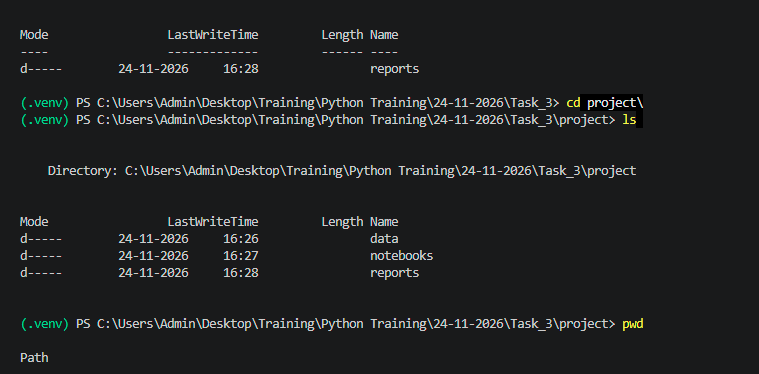 Mode                 LastWriteTime         Length Name
----                 -------------         ------ ----
d-----        24-11-2026     16:28                reports
(.venv) PS C:\Users\Admin\Desktop\Training\Python Training\24-11-2026\Task_3> cd project\
(.venv) PS C:\Users\Admin\Desktop\Training\Python Training\24-11-2026\Task_3\project> ls
    Directory: C:\Users\Admin\Desktop\Training\Python Training\24-11-2026\Task_3\project
Mode                 LastWriteTime         Length Name
d-----        24-11-2026     16:26                data
d-----        24-11-2026     16:27                notebooks
d-----        24-11-2026     16:28                reports
(.venv) PS C:\Users\Admin\Desktop\Training\Python Training\24-11-2026\Task_3\project> pwd
Path